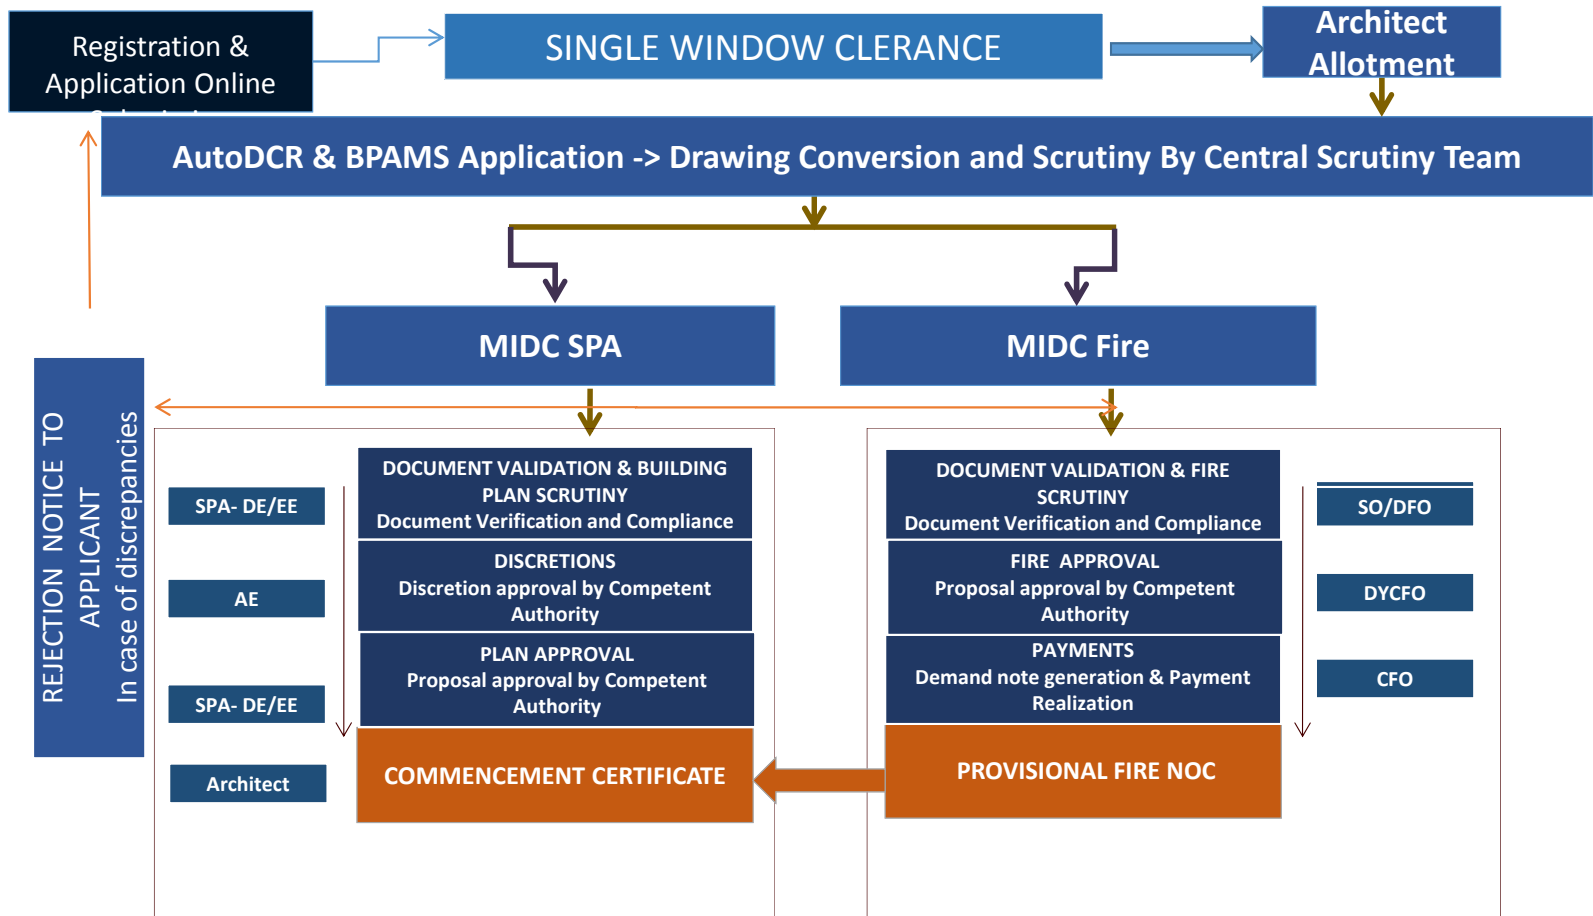 Registration &
Application Online
SINGLE WINDOW CLERANCE
Architect
Allotment
AutoDCR & BPAMS Application -> Drawing Conversion and Scrutiny By Central Scrutiny Team
MIDC SPA
MIDC Fire
REJECTION NOTICE TO
APPLICANT
In case of discrepancies
SPA- DE/EE
AE
SPA- DE/EE
Architect
DOCUMENT VALIDATION & BUILDING
PLAN SCRUTINY
Document Verification and Compliance
DISCRETIONS
Discretion approval by Competent
Authority
PLAN APPROVAL
Proposal approval by Competent
Authority
COMMENCEMENT CERTIFICATE
DOCUMENT VALIDATION & FIRE
SCRUTINY
Document Verification and Compliance
FIRE APPROVAL
Proposal approval by Competent
Authority
PAYMENTS
Demand note generation & Payment
Realization
PROVISIONAL FIRE NOC
SO/DFO
DYCFO
CFO